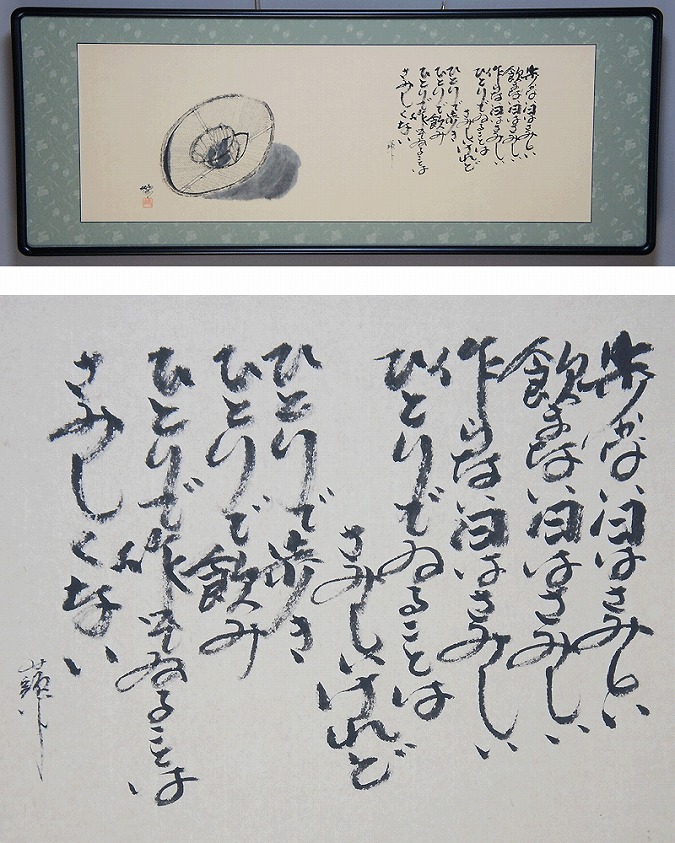 歩かない日はさみしい
飲まない日はさみしい
作らない日はさみしい
ひとりでゐることは
さみしいけれど
ひとりで歩き
ひとりで飲み
ひとりで作つてゐることは
さみしくない